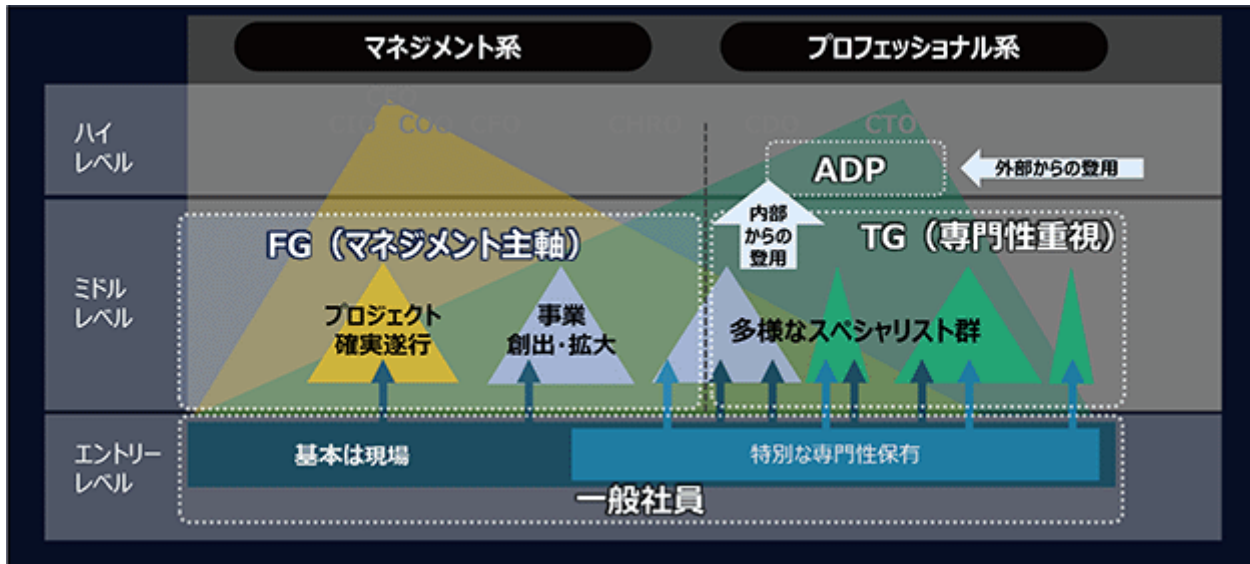 マネジメント系
プロフェッショナル系
ハイ
レベル
CIO COO CFO CHRO CDO CTO
ADP
外部からの登用
内部
からの
登用
FG（マネジメント主軸）
TG（専門性重視）
ミドル
レベル
プロジェクト
確実遂行
事業
創出・拡大
多様なスペシャリスト群
エントリー
レベル
基本は現場
特別な専門性保有
一般社員